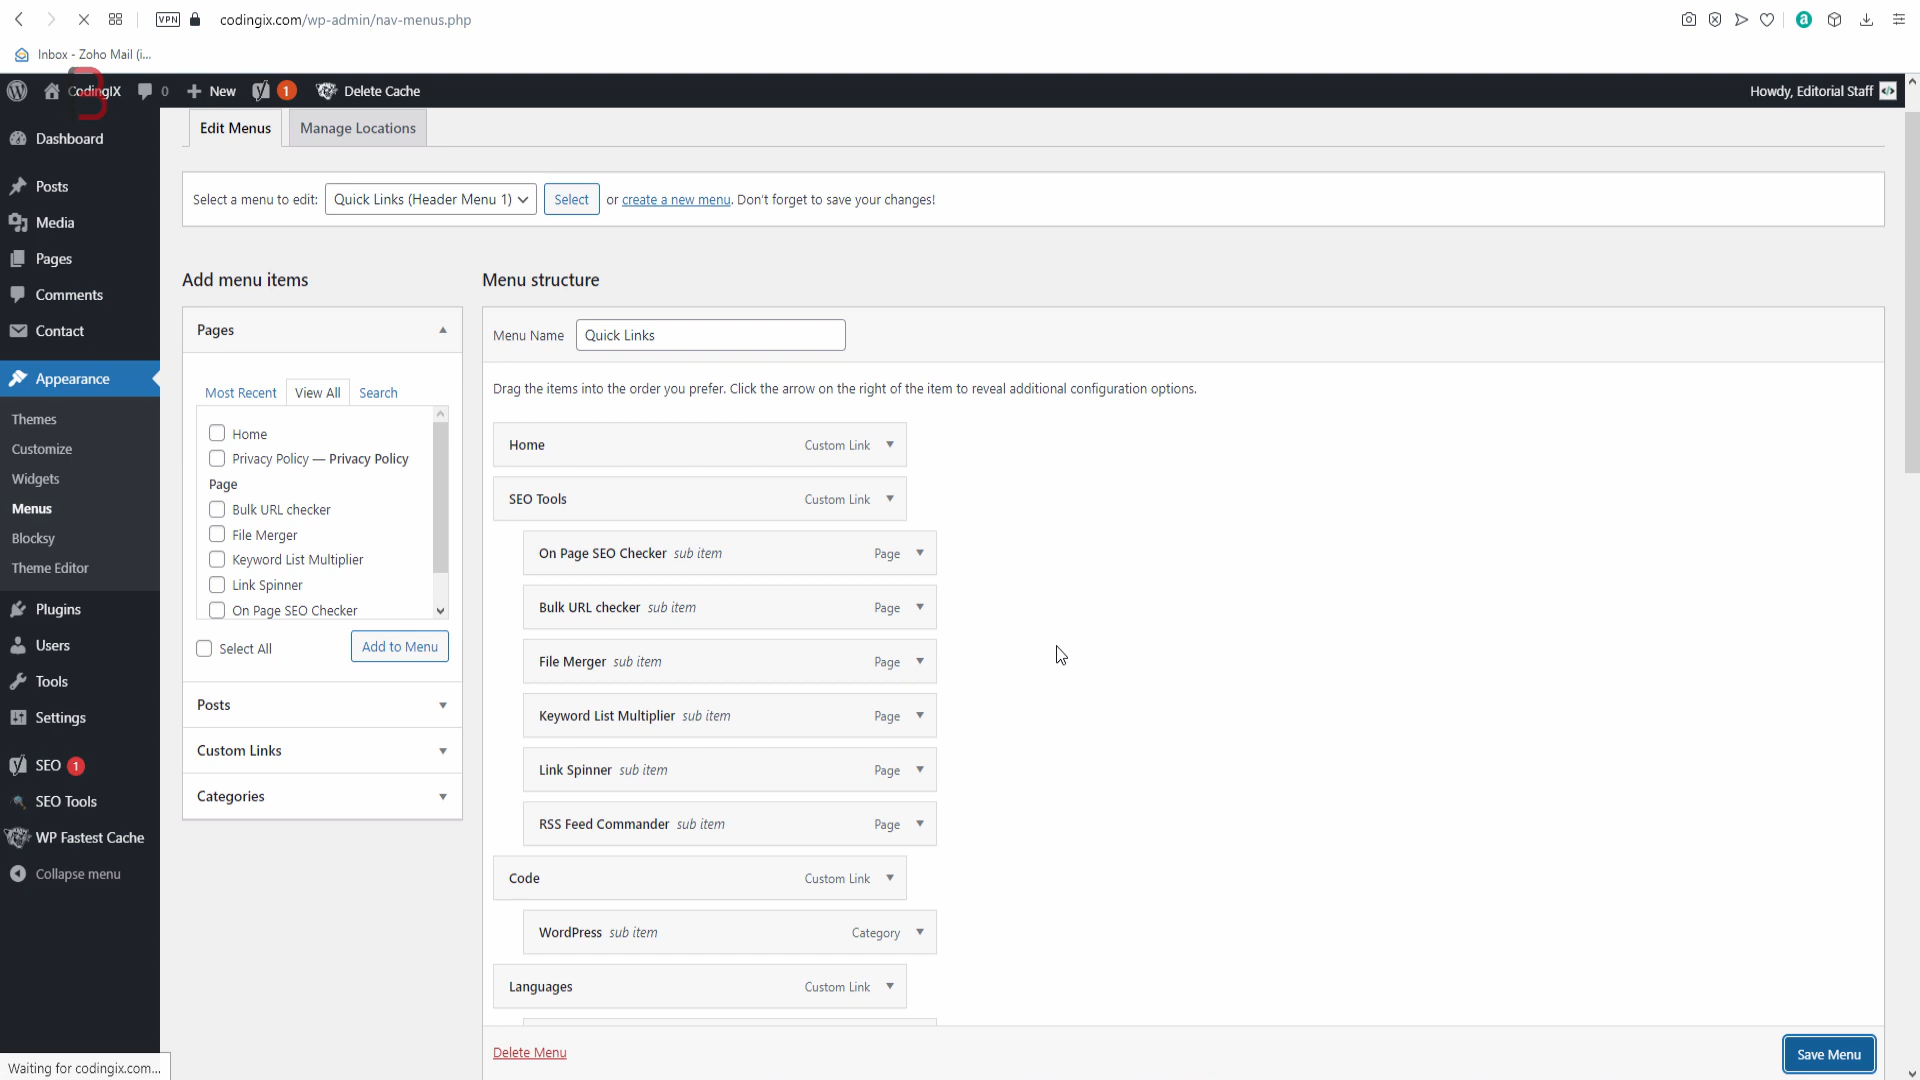 VPN
codingix.com/wp-admin/nav-menus.php
Inbox - Zoho Mail (i...
CodingIX
0
New
1
Delete Cache
Howdy, Editorial Staff
Dashboard
Posts
Media
Pages
Comments
Contact
Appearance
Themes
Customize
Widgets
Menus
Blocksy
Theme Editor
Plugins
Users
Tools
Settings
SEO 1
SEO Tools
WP Fastest Cache
Collapse menu
Edit Menus
Manage Locations
Select a menu to edit: Quick Links (Header Menu 1) Select or create a new menu. Don't forget to save your changes!
Add menu items
Pages
Most Recent View All Search
Home
Privacy Policy — Privacy Policy
Page
Bulk URL checker
File Merger
Keyword List Multiplier
Link Spinner
On Page SEO Checker
Select All
Add to Menu
Posts
Custom Links
Categories
Menu structure
Menu Name Quick Links
Drag the items into the order you prefer. Click the arrow on the right of the item to reveal additional configuration options.
Home Custom Link
SEO Tools Custom Link
On Page SEO Checker sub item Page
Bulk URL checker sub item Page
File Merger sub item Page
Keyword List Multiplier sub item Page
Link Spinner sub item Page
RSS Feed Commander sub item Page
Code Custom Link
WordPress sub item Category
Languages Custom Link
Delete Menu
Save Menu
Waiting for codingix.com...